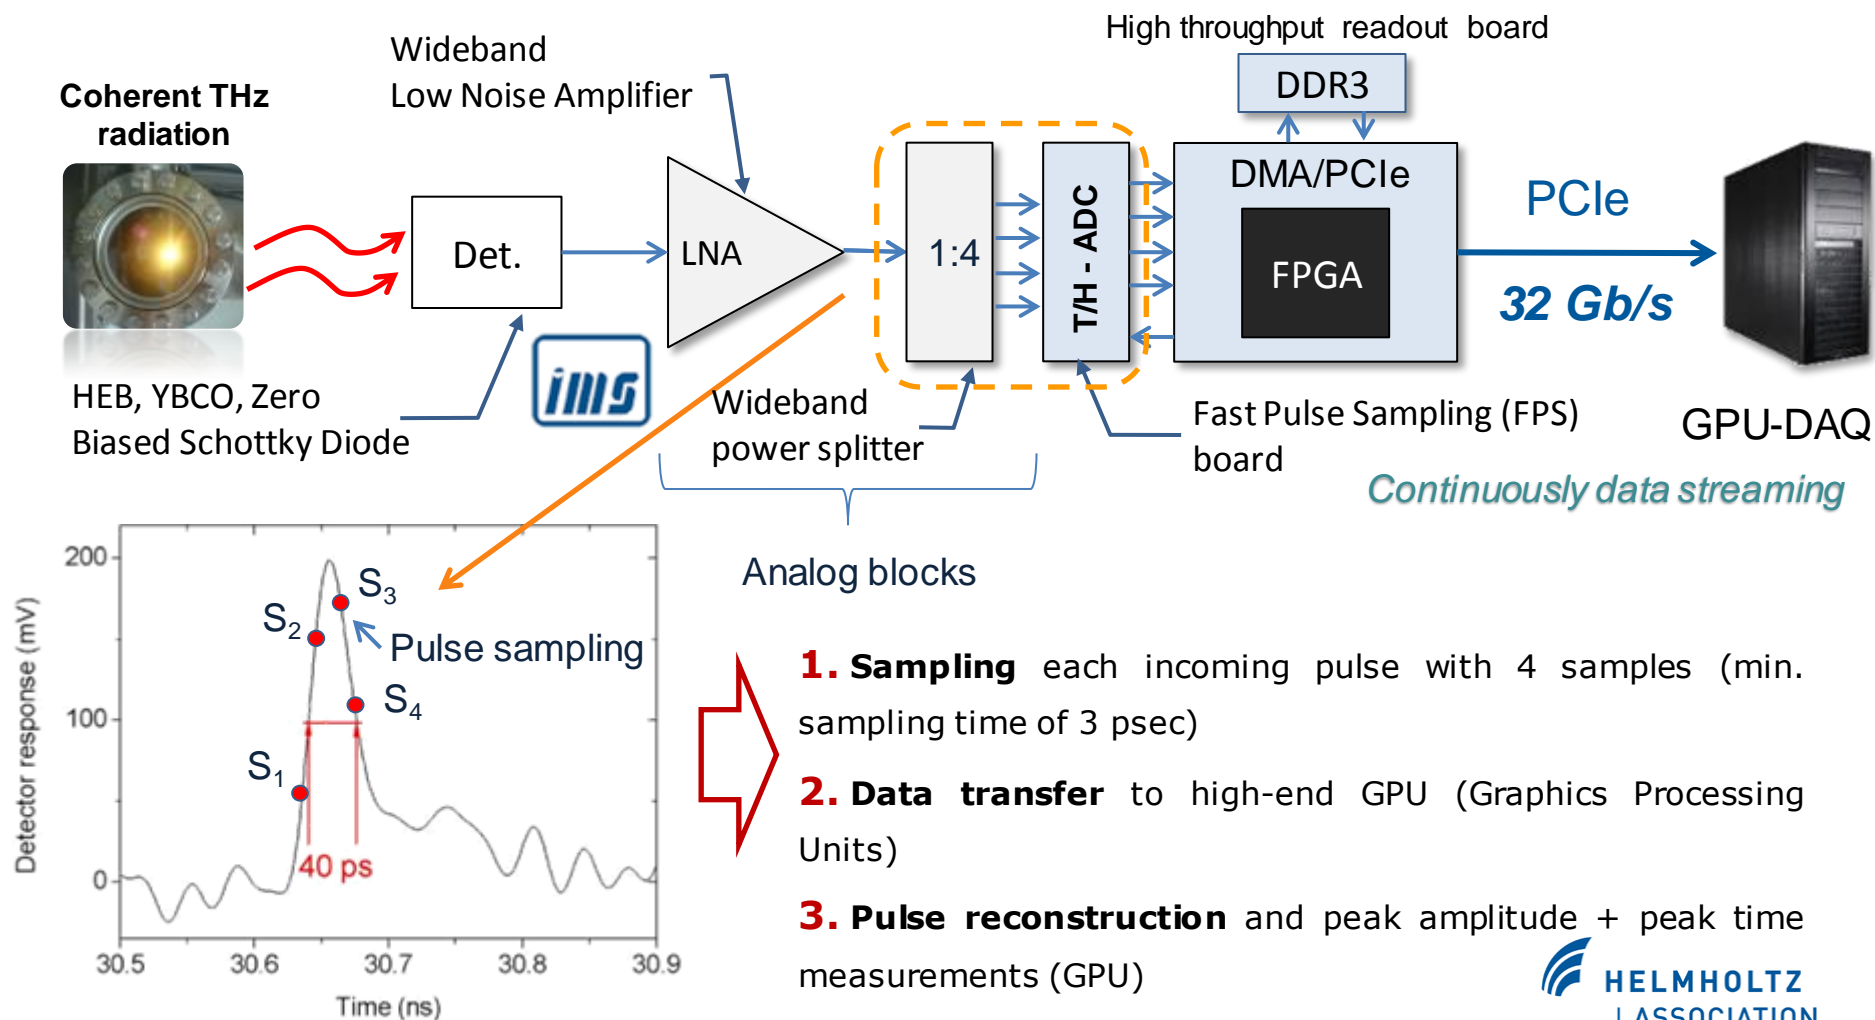 High throughput readout board
Wideband
Low Noise Amplifier
Coherent THz
radiation
DDR3
DMA/PCIe
FPGA
Det.
LNA
1:4
T/H - ADC
PCIe
32 Gb/s
ims
HEB, YBCO, Zero
Biased Schottky Diode
Wideband
power splitter
Fast Pulse Sampling (FPS)
board
GPU-DAQ
Continuously data streaming
Analog blocks
Detector response (mV)
200
100
0
S1
S2
S3
S4
Pulse sampling
40 ps
30.5 30.6 30.7 30.8 30.9
Time (ns)
1. Sampling each incoming pulse with 4 samples (min.
sampling time of 3 psec)
2. Data transfer to high-end GPU (Graphics Processing
Units)
3. Pulse reconstruction and peak amplitude + peak time
measurements (GPU)
HELMHOLTZ
| ASSOCIATION